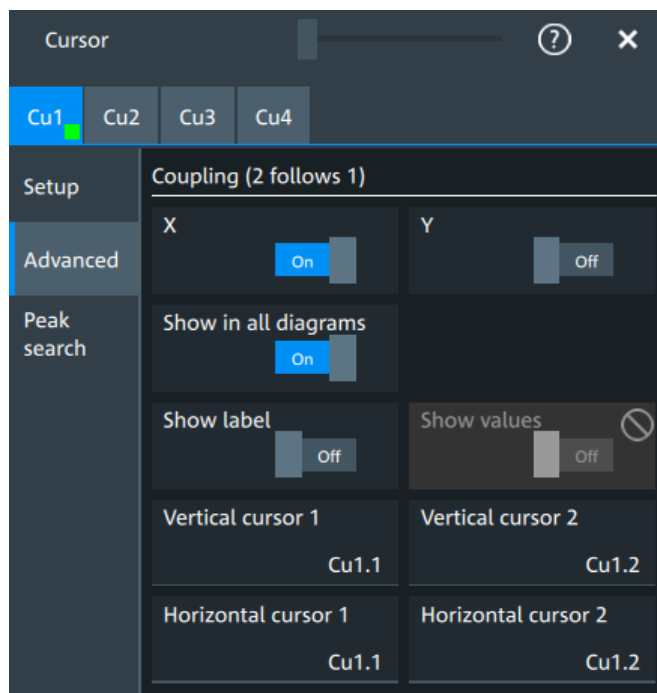 Cursor
?
Cu1 Cu2 Cu3 Cu4
Setup
Advanced
Peak
search
Coupling (2 follows 1)
X
On
Y
Off
Show in all diagrams
On
Show label
Off
Show values
Off
Vertical cursor 1
Cu1.1
Vertical cursor 2
Cu1.2
Horizontal cursor 1
Cu1.1
Horizontal cursor 2
Cu1.2